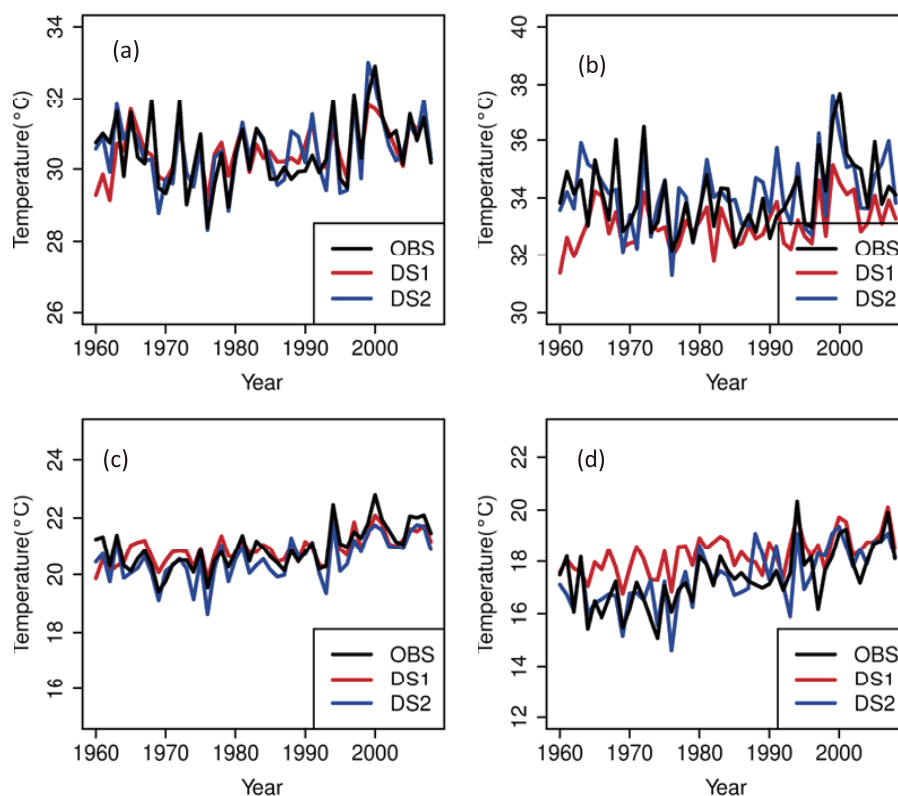 (a)
Temperature(°C)
34
32
30
28
26
OBS
DS1
DS2
1960 1970 1980 1990 2000
Year
(b)
Temperature(°C)
40
38
36
34
32
30
OBS
DS1
DS2
1960 1970 1980 1990 2000
Year
(c)
Temperature(°C)
24
22
20
18
16
OBS
DS1
DS2
1960 1970 1980 1990 2000
Year
(d)
Temperature(°C)
22
20
18
16
14
12
OBS
DS1
DS2
1960 1970 1980 1990 2000
Year